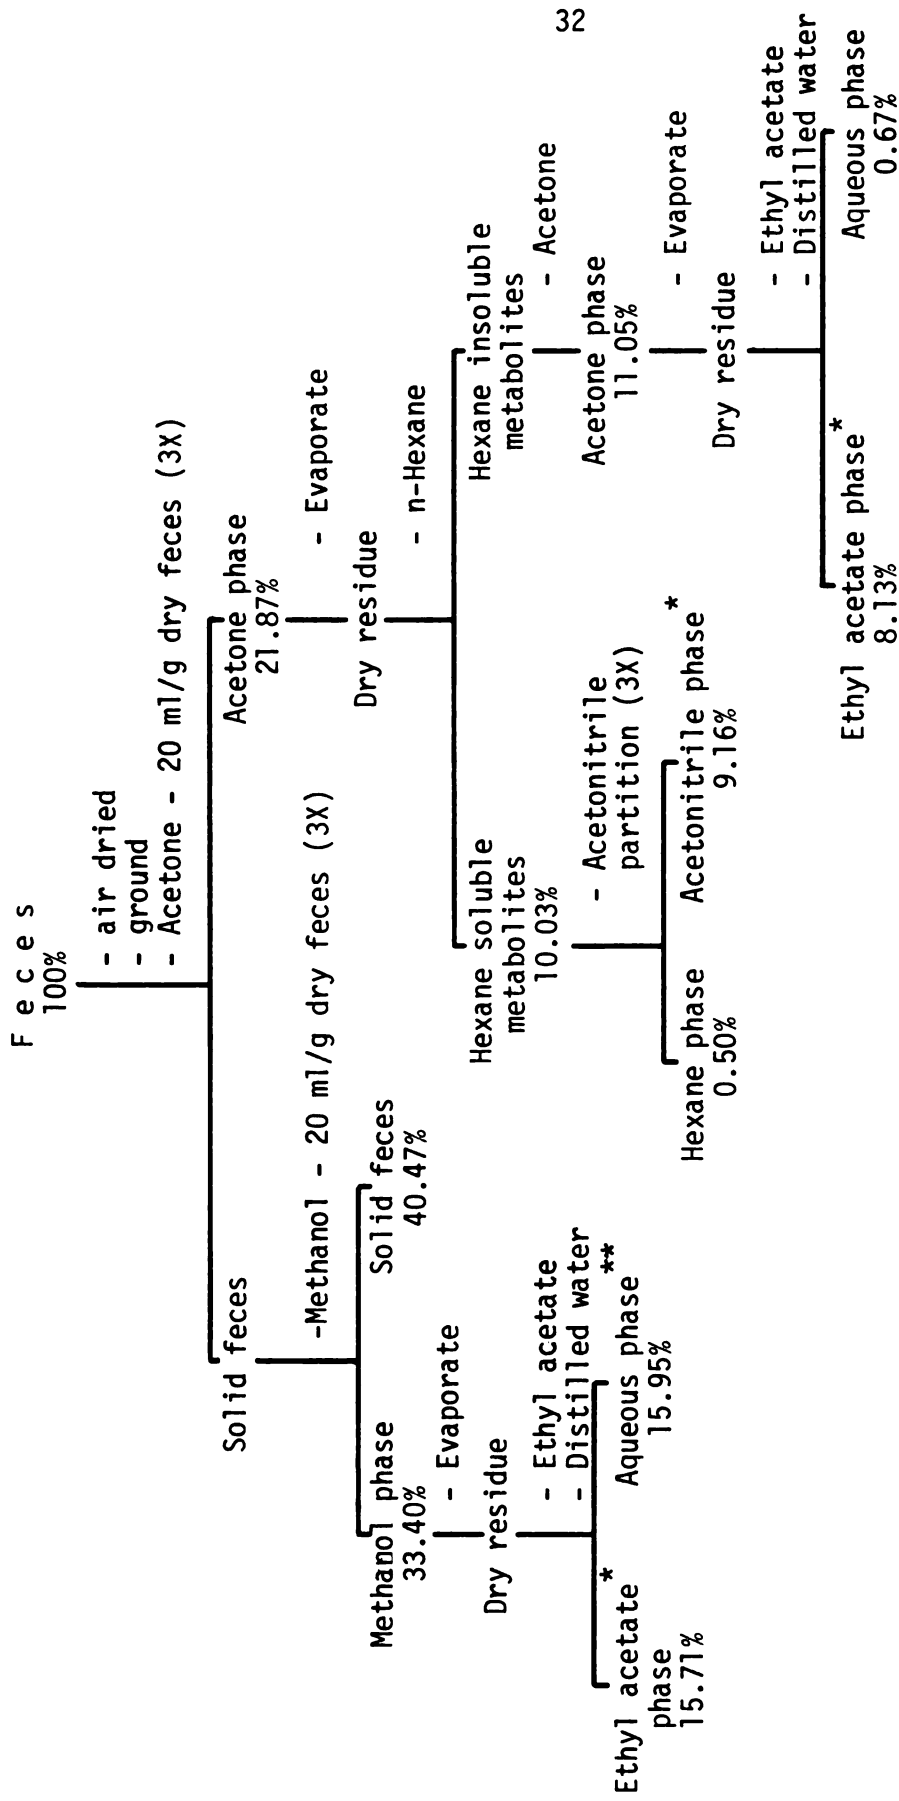 32
F e c e s
100%
- air dried
- ground
- Acetone - 20 ml/g dry feces (3X)
Solid feces
Acetone phase
21.87%
-Methanol - 20 ml/g dry feces (3X)
- Evaporate
Dry residue
- n-Hexane
Methanol phase
33.40%
Solid feces
40.47%
- Evaporate
Dry residue
- Ethyl acetate
- Distilled water
Ethyl acetate *
phase
15.71%
Aqueous phase **
15.95%
Hexane soluble
metabolites
10.03%
- Acetonitrile
partition (3X)
Hexane phase
0.50%
Acetonitrile phase *
9.16%
Hexane insoluble
metabolites
- Acetone
Acetone phase
11.05%
- Evaporate
Dry residue
- Ethyl acetate
- Distilled water
Ethyl acetate phase *
8.13%
Aqueous phase
0.67%